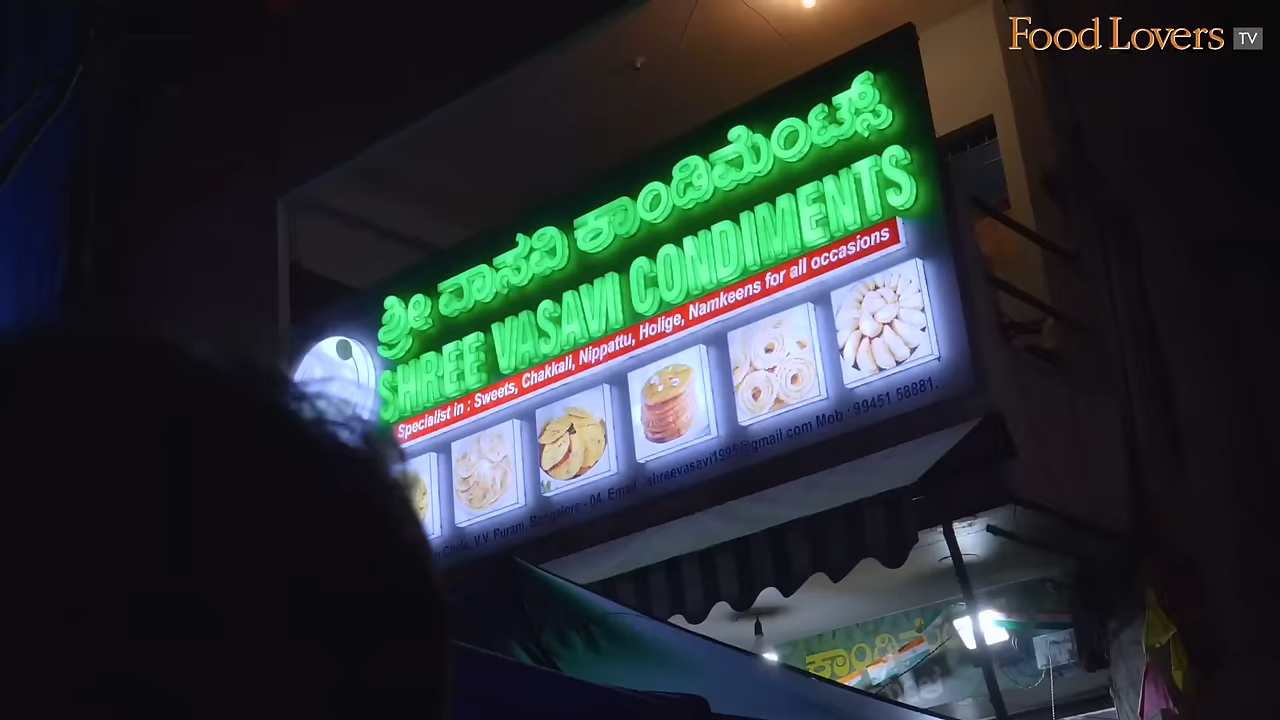 Food Lovers TV
ಶ್ರೀ ವಾಸವಿ ಕಾಂಡಿಮೆಂಟ್ಸ್
SHREE VASAVI CONDIMENTS
Specialist in : Sweets, Chakkali, Nippattu, Holige, Namkeens for all occasions
V.V. Puram, Bangalore - 04. Email : shreevasavi1995@gmail.com Mob : 99451 58881.